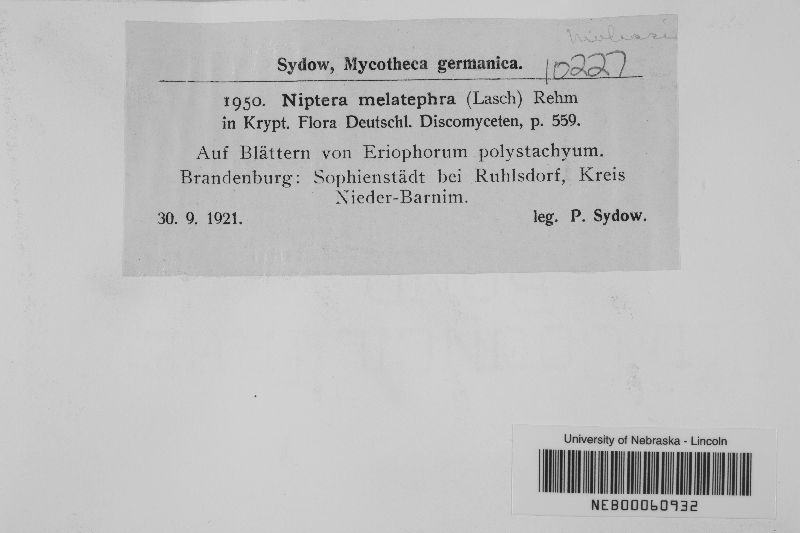 Sydow, Mycotheca germanica.
10227
1950. Niptera melatephra (Lasch) Rehm
in Krypt. Flora Deutschl. Discomyceten, p. 559.
Auf Blättern von Eriophorum polystachyum.
Brandenburg: Sophienstädt bei Ruhlsdorf, Kreis
Nieder-Barnim.
30. 9. 1921. leg. P. Sydow.
University of Nebraska - Lincoln
NEB00060932